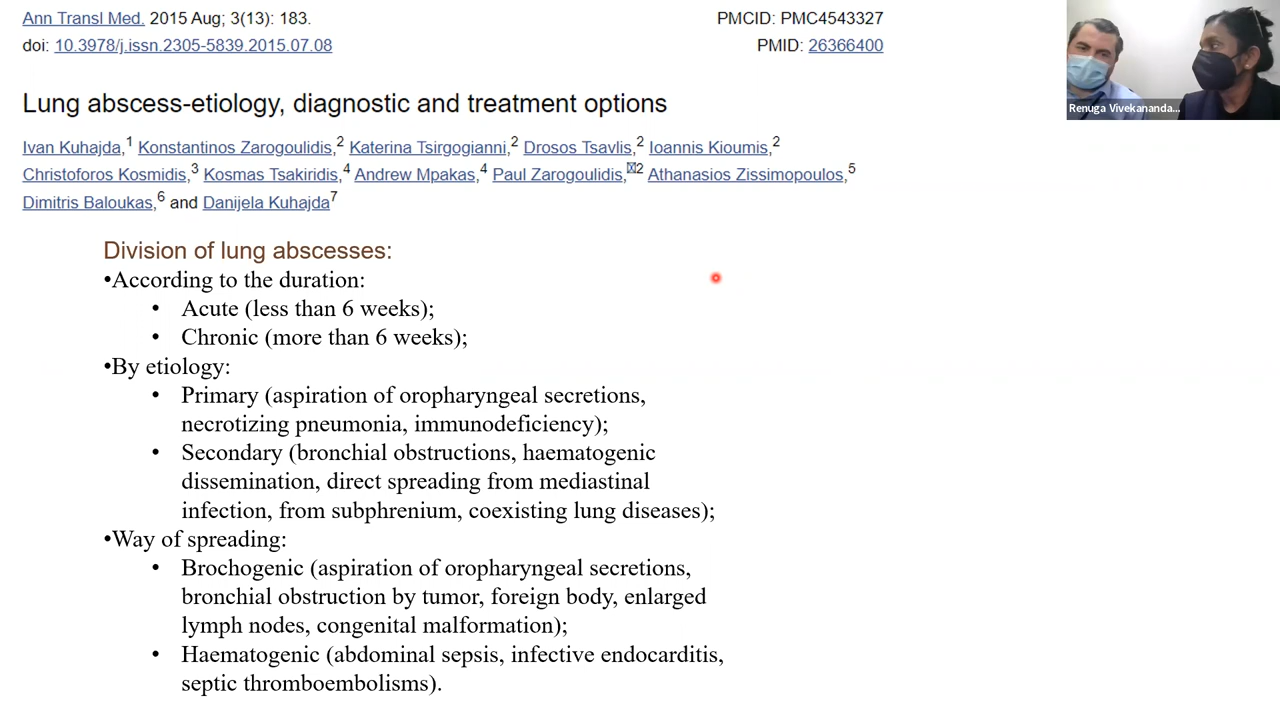 Ann Transl Med. 2015 Aug; 3(13): 183.
PMCID: PMC4543327
doi: 10.3978/j.issn.2305-5839.2015.07.08
PMID: 26366400
Renuga Vivekananda...
Lung abscess-etiology, diagnostic and treatment options
Ivan Kuhajda,1 Konstantinos Zarogoulidis,2 Katerina Tsirgogianni,2 Drosos Tsavlis,2 Ioannis Kioumis,2
Christoforos Kosmidis,3 Kosmas Tsakiridis,4 Andrew Mpakas,4 Paul Zarogoulidis,2 Athanasios Zissimopoulos,5
Dimitris Baloukas,6 and Danijela Kuhajda7
Division of lung abscesses:
•According to the duration:
• Acute (less than 6 weeks);
• Chronic (more than 6 weeks);
•By etiology:
• Primary (aspiration of oropharyngeal secretions,
necrotizing pneumonia, immunodeficiency);
• Secondary (bronchial obstructions, haematogenic
dissemination, direct spreading from mediastinal
infection, from subphrenium, coexisting lung diseases);
•Way of spreading:
• Brochogenic (aspiration of oropharyngeal secretions,
bronchial obstruction by tumor, foreign body, enlarged
lymph nodes, congenital malformation);
• Haematogenic (abdominal sepsis, infective endocarditis,
septic thromboembolisms).